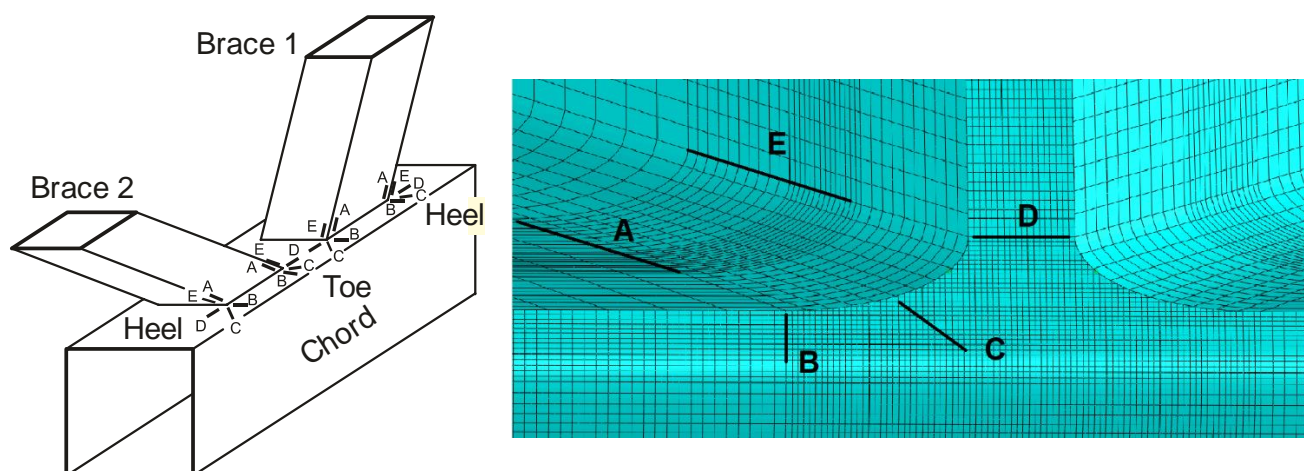 Brace 1
Brace 2
A E D
B C
Heel
E A
B
C
E D
A B C
Toe
A
E B
D C
Heel
Chord
E
D
A
C
B